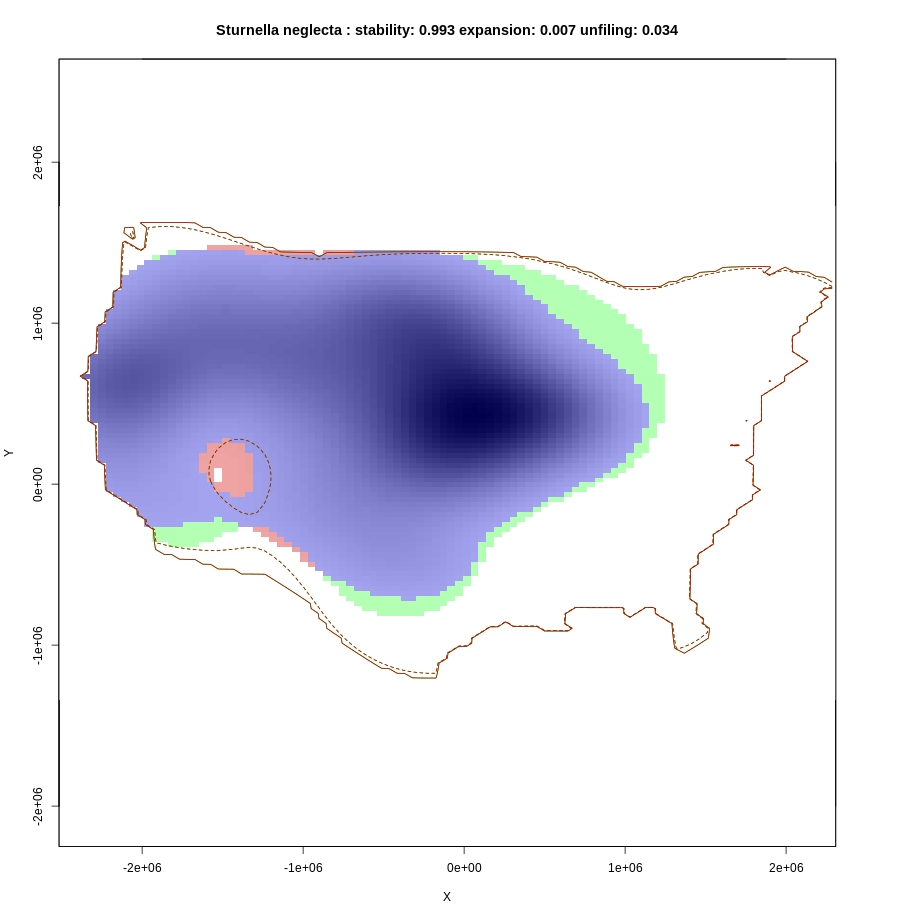 Sturnella neglecta : stability: 0.993 expansion: 0.007 unfiling: 0.034
2e+06
1e+06
0e+00
-1e+06
-2e+06
Y
-2e+06 -1e+06 0e+00 1e+06 2e+06
X